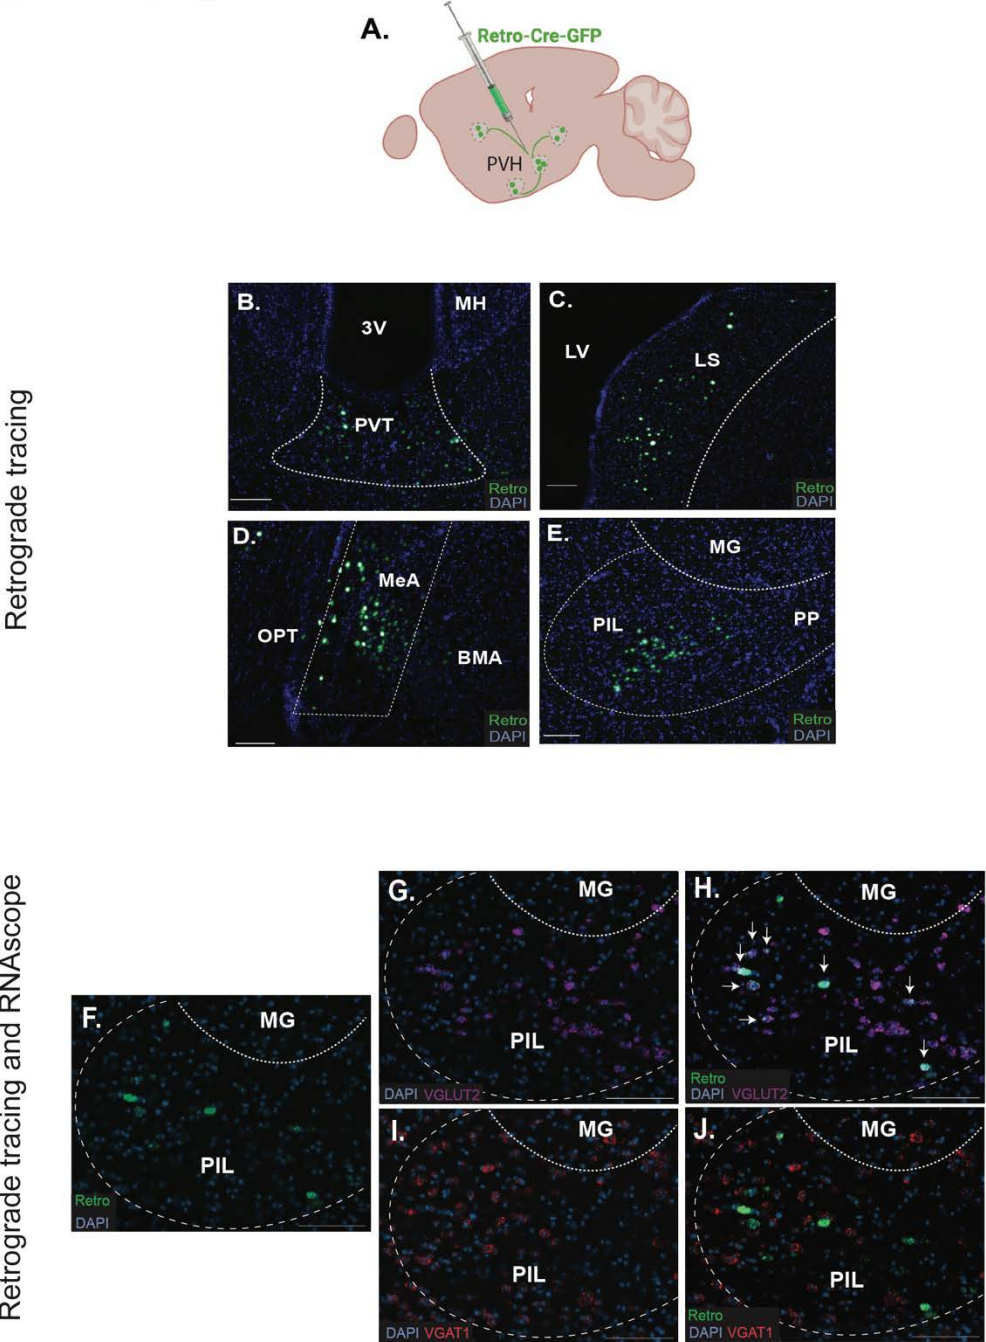 A.
Retro-Cre-GFP
PVH
Retrograde tracing
B.
3V
MH
PVT
Retro
DAPI
C.
LV
LS
Retro
DAPI
D.
MeA
OPT
BMA
Retro
DAPI
E.
MG
PIL
PP
Retro
DAPI
Retrograde tracing and RNAscope
F.
MG
PIL
Retro
DAPI
G.
MG
PIL
DAPI VGLUT2
H.
MG
PIL
Retro
DAPI VGLUT2
I.
MG
PIL
DAPI VGAT1
J.
MG
PIL
Retro
DAPI VGAT1